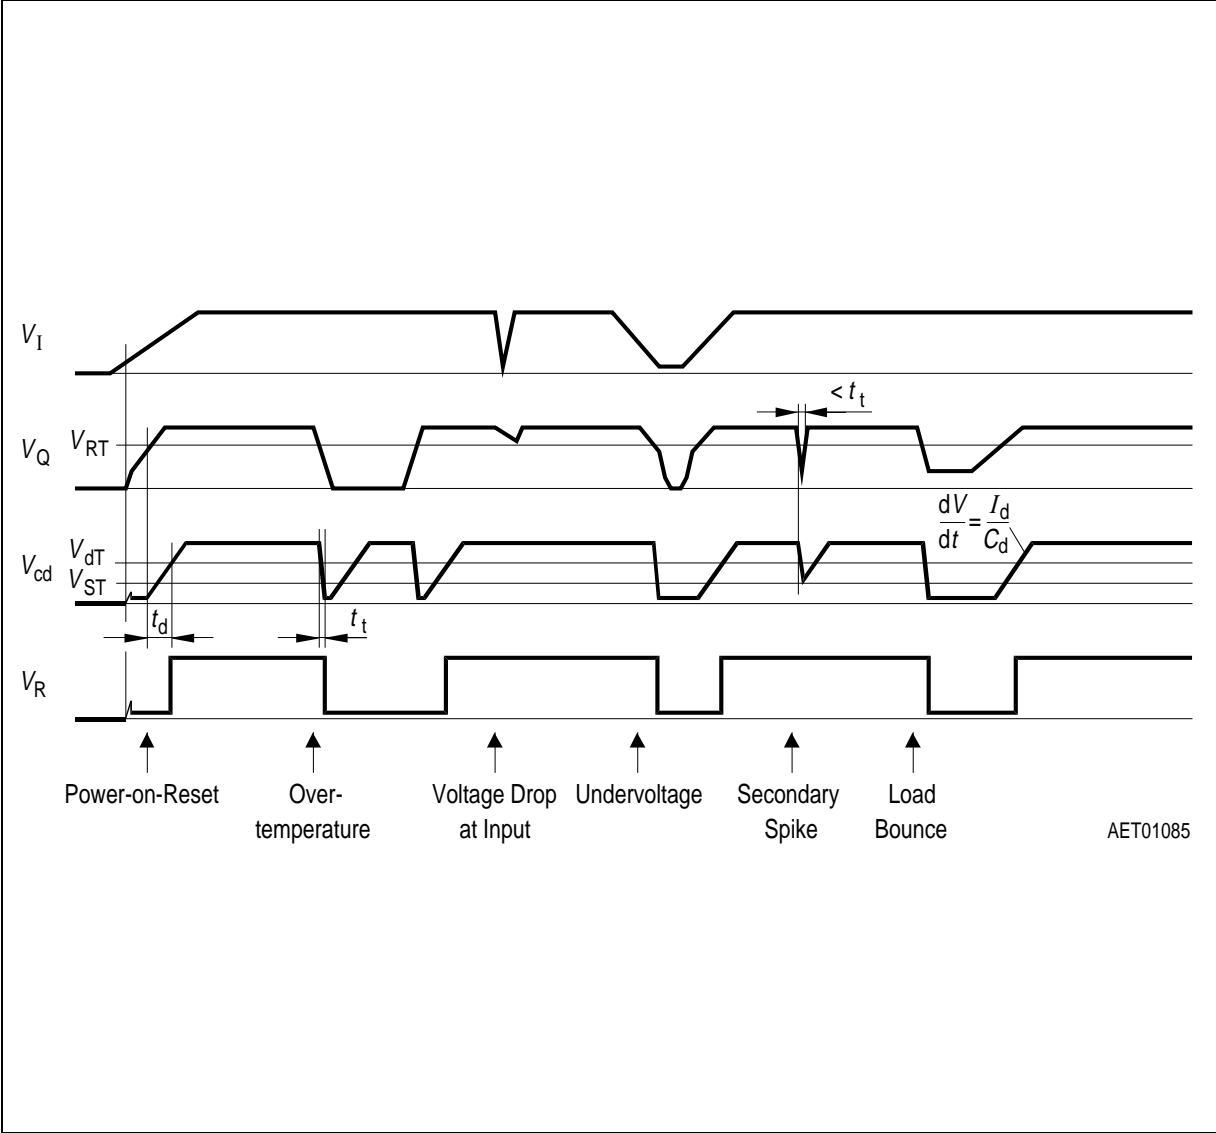 V_I
< t_t
V_Q
V_RT
dV/dt = I_d/C_d
V_cd
V_dT
V_ST
t_d
t_t
V_R
Power-on-Reset
Over-
temperature
Voltage Drop
at Input
Undervoltage
Secondary
Spike
Load
Bounce
AET01085